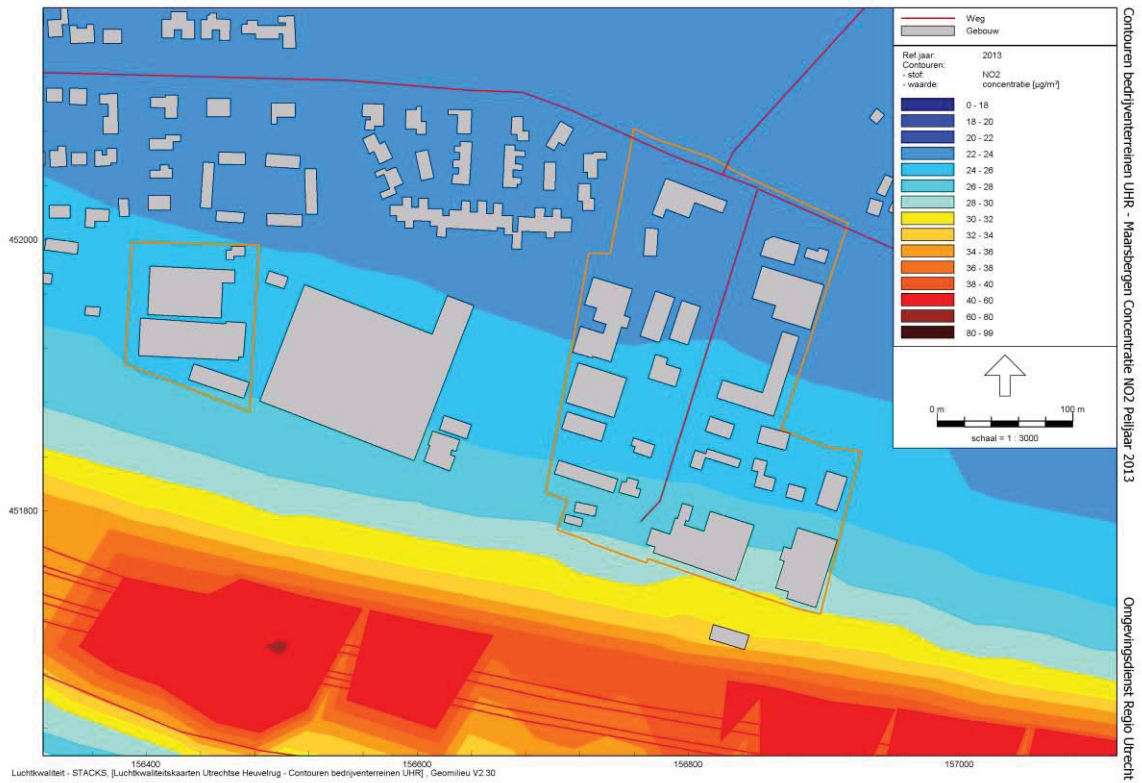 Weg
Gebouw
Ref.jaar: 2013
Contouren:
- stof: NO2
- waarde: concentratie [µg/m³]
0 - 18
18 - 20
20 - 22
22 - 24
24 - 26
26 - 28
28 - 30
30 - 32
32 - 34
34 - 36
36 - 38
38 - 40
40 - 60
60 - 80
80 - 99
0 m 100 m
schaal = 1 : 3000
Contouren bedrijventerreinen UHR - Maarsbergen Concentratie NO2 Peiljaar 2013
Omgevingsdienst Regio Utrecht
452000
451800
156400 156600 156800 157000
Luchtkwaliteit - STACKS, [Luchtkwaliteitskaarten Utrechtse Heuvelrug - Contouren bedrijventerreinen UHR] , Geomilieu V2.30